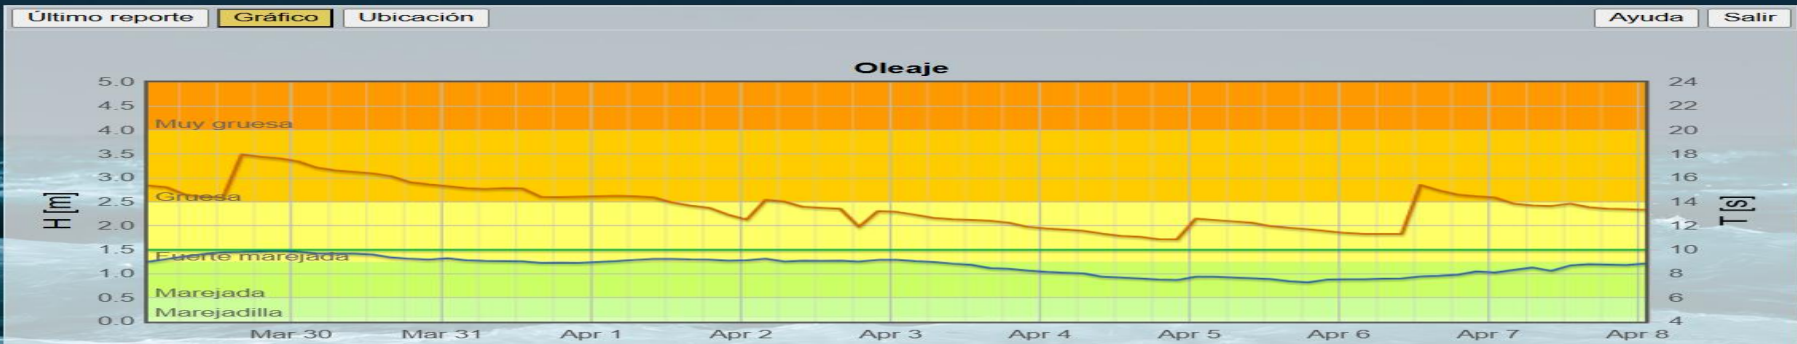 Último reporte Gráfico Ubicación Ayuda Salir
Oleaje
5.0 24
4.5 22
Muy gruesa
4.0 20
3.5 18
3.0 16
Gruesa
2.5 14
H [m] T [s]
2.0 12
1.5 10
Fuerte marejada
1.0 8
Marejada
0.5 6
Marejadilla
0.0 4
Mar 30 Mar 31 Apr 1 Apr 2 Apr 3 Apr 4 Apr 5 Apr 6 Apr 7 Apr 8